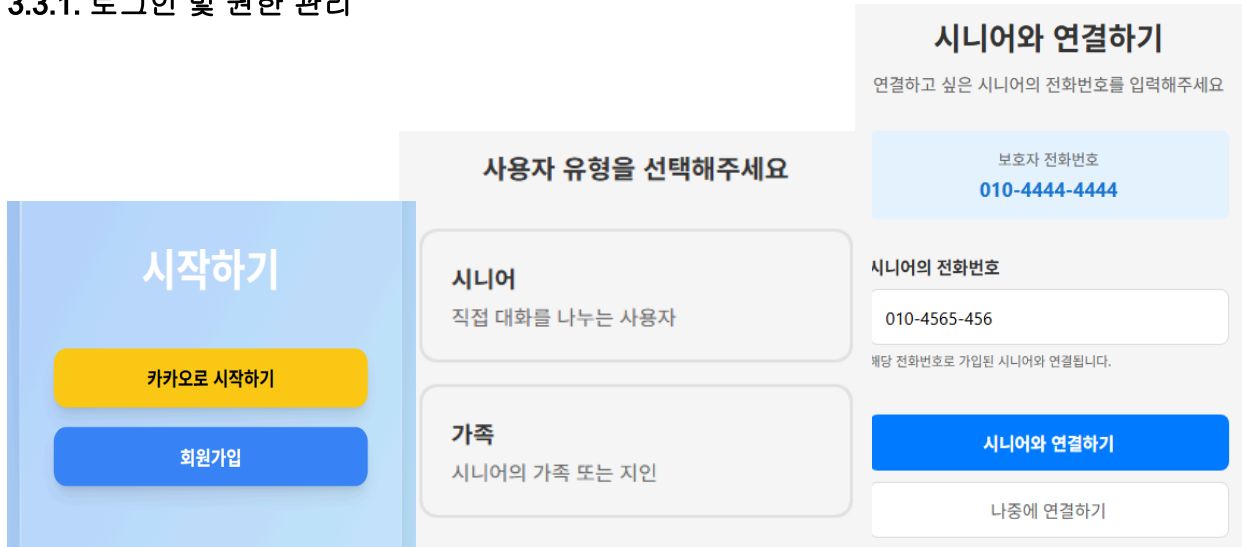 3.3.1. 로그인 및 권한 관리
시작하기
카카오로 시작하기
회원가입
사용자 유형을 선택해주세요
시니어
직접 대화를 나누는 사용자
가족
시니어의 가족 또는 지인
시니어와 연결하기
연결하고 싶은 시니어의 전화번호를 입력해주세요
보호자 전화번호
010-4444-4444
시니어의 전화번호
010-4565-456
해당 전화번호로 가입된 시니어와 연결됩니다.
시니어와 연결하기
나중에 연결하기